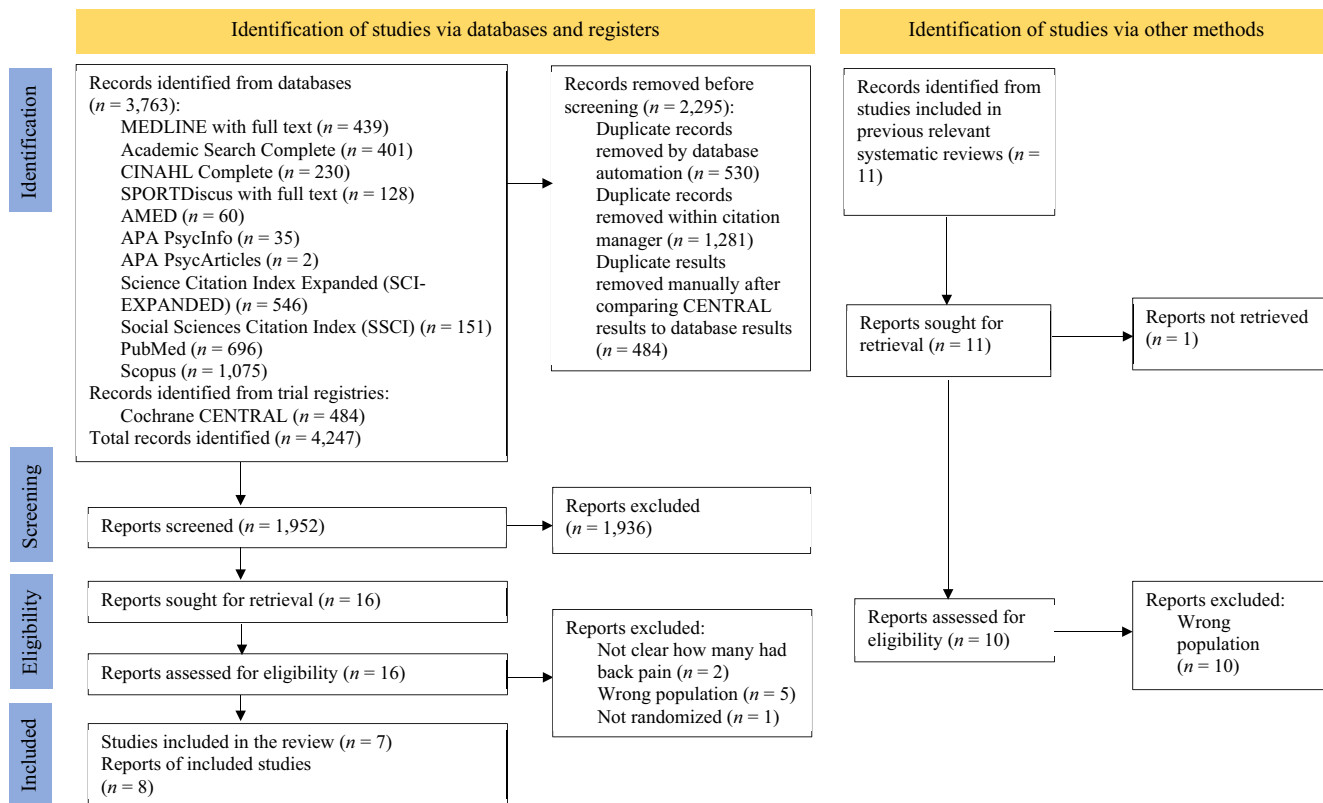 Identification of studies via databases and registers
Identification of studies via other methods
Identification
Records identified from databases
(n = 3,763):
MEDLINE with full text (n = 439)
Academic Search Complete (n = 401)
CINAHL Complete (n = 230)
SPORTDiscus with full text (n = 128)
AMED (n = 60)
APA PsycInfo (n = 35)
APA PsycArticles (n = 2)
Science Citation Index Expanded (SCI-
EXPANDED) (n = 546)
Social Sciences Citation Index (SSCI) (n = 151)
PubMed (n = 696)
Scopus (n = 1,075)
Records identified from trial registries:
Cochrane CENTRAL (n = 484)
Total records identified (n = 4,247)
Records removed before
screening (n = 2,295):
Duplicate records
removed by database
automation (n = 530)
Duplicate records
removed within citation
manager (n = 1,281)
Duplicate results
removed manually after
comparing CENTRAL
results to database results
(n = 484)
Records identified from
studies included in
previous relevant
systematic reviews (n =
11)
Reports sought for
retrieval (n = 11)
Reports not retrieved
(n = 1)
Screening
Reports screened (n = 1,952)
Reports excluded
(n = 1,936)
Eligibility
Reports sought for retrieval (n = 16)
Reports assessed for eligibility (n = 16)
Reports excluded:
Not clear how many had
back pain (n = 2)
Wrong population (n = 5)
Not randomized (n = 1)
Reports assessed for
eligibility (n = 10)
Reports excluded:
Wrong
population
(n = 10)
Included
Studies included in the review (n = 7)
Reports of included studies
(n = 8)